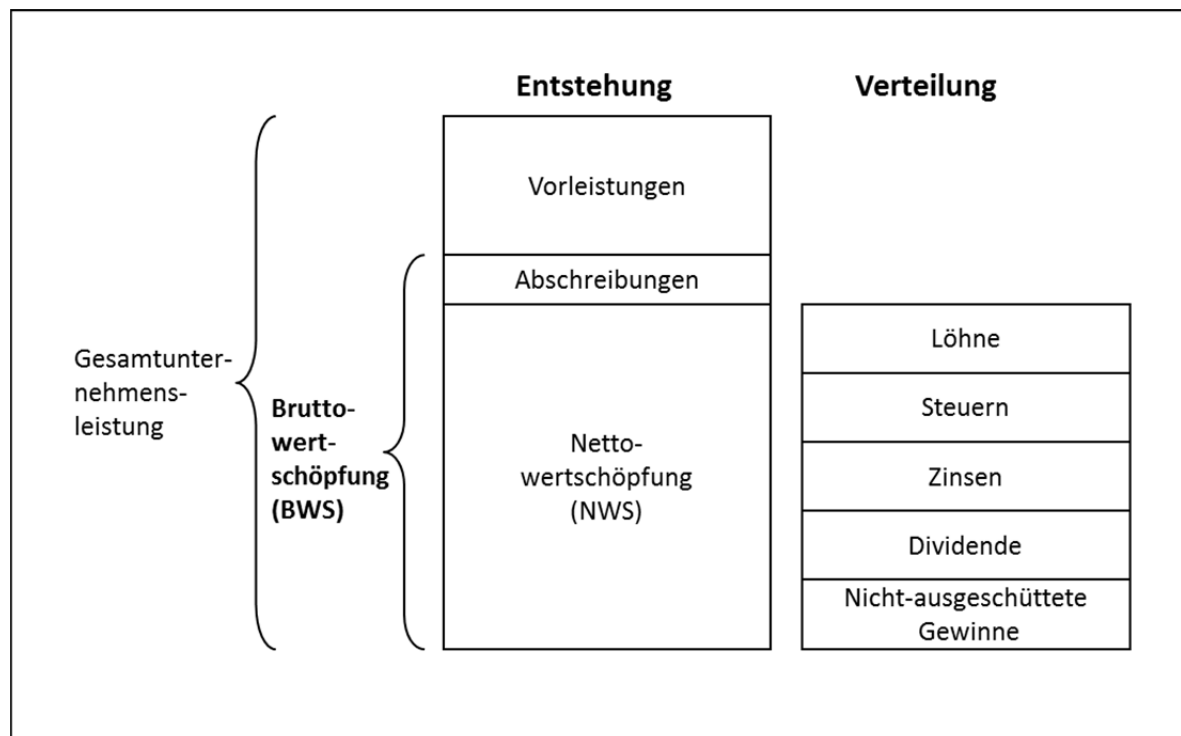 Entstehung
Verteilung
Vorleistungen
Abschreibungen
Gesamtunter-
nehmens-
leistung
Brutto-
wert-
schöpfung
(BWS)
Netto-
wertschöpfung
(NWS)
Löhne
Steuern
Zinsen
Dividende
Nicht-ausgeschüttete
Gewinne